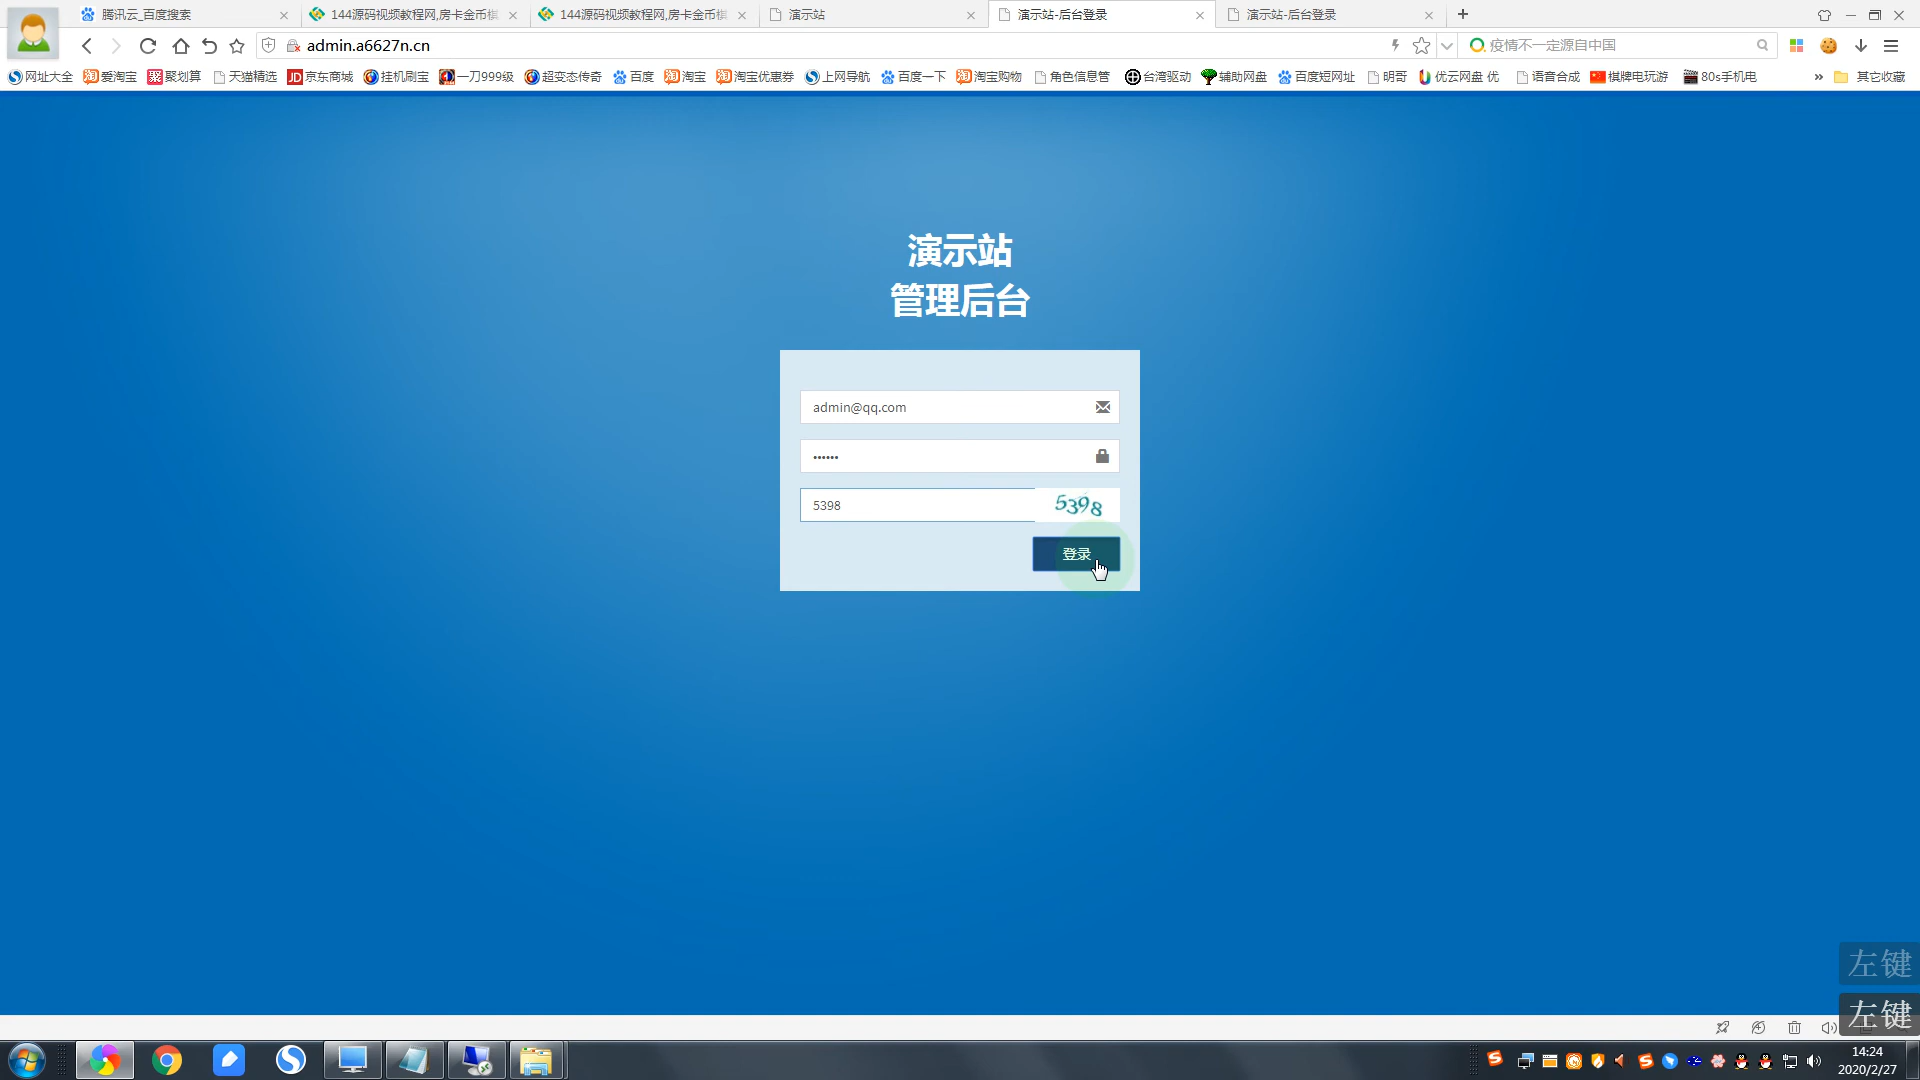 腾讯云_百度搜索
144源码视频教程网,房卡金币棋
144源码视频教程网,房卡金币棋
演示站
演示站-后台登录
演示站-后台登录
admin.a6627n.cn
疫情不一定源自中国
网址大全
爱淘宝
聚划算
天猫精选
京东商城
挂机刷宝
一刀999级
超变态传奇
百度
淘宝
淘宝优惠券
上网导航
百度一下
淘宝购物
角色信息管
台湾驱动
辅助网盘
百度短网址
明哥
优云网盘 优
语音合成
棋牌电玩游
80s手机电
»
其它收藏
演示站
管理后台
admin@qq.com
••••••
5398
5398
登录
左键
左键
14:24
2020/2/27